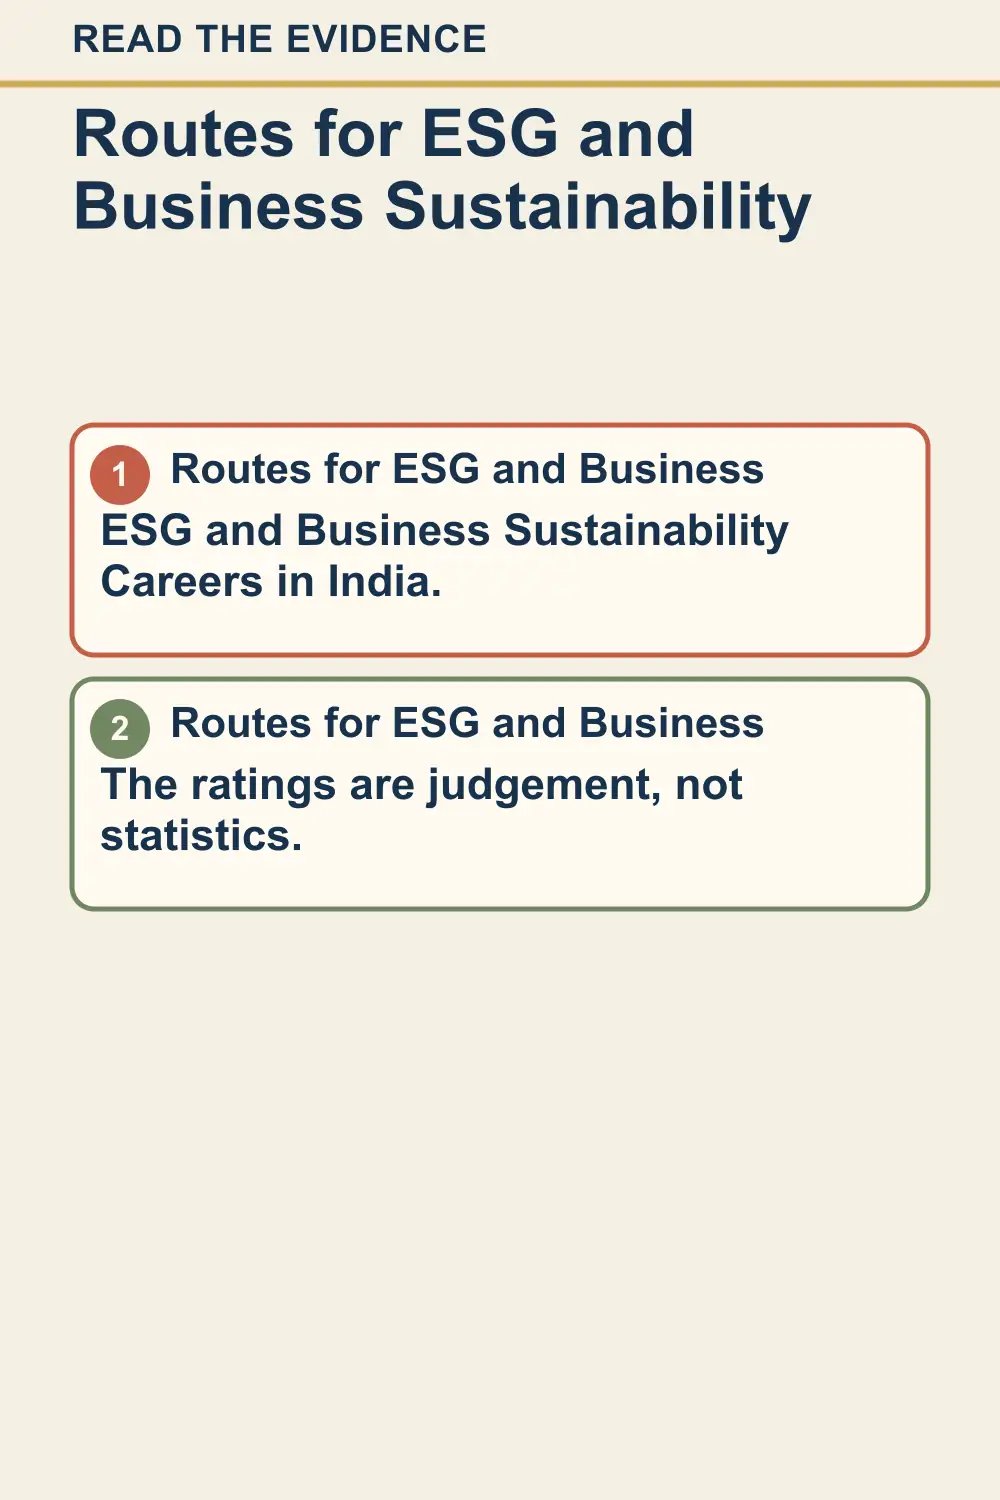 READ THE EVIDENCE
Routes for ESG and
Business Sustainability
1 Routes for ESG and Business
ESG and Business Sustainability
Careers in India.
2 Routes for ESG and Business
The ratings are judgement, not
statistics.